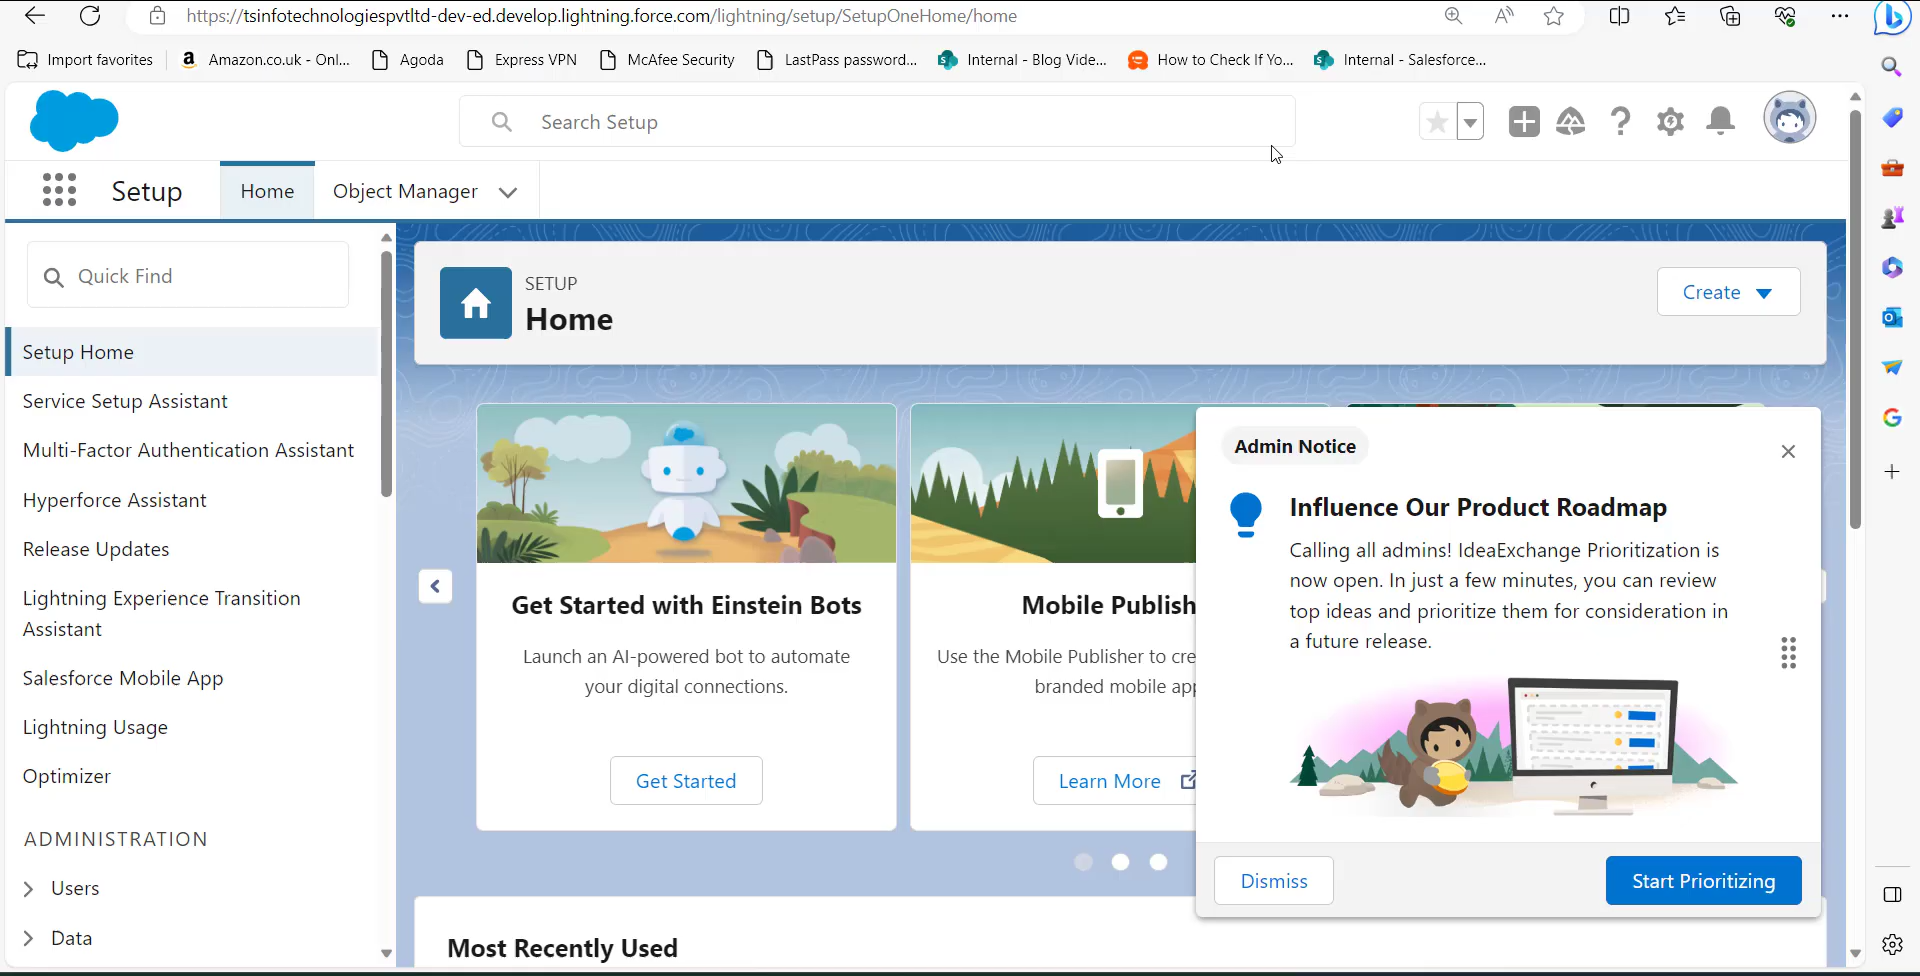 https://tsinfotechnologiespvtltd-dev-ed.develop.lightning.force.com/lightning/setup/SetupOneHome/home
Import favorites
Amazon.co.uk - Onl...
Agoda
Express VPN
McAfee Security
LastPass password...
Internal - Blog Vide...
How to Check If Yo...
Internal - Salesforce...
Search Setup
Setup
Home
Object Manager
Quick Find
Setup Home
Service Setup Assistant
Multi-Factor Authentication Assistant
Hyperforce Assistant
Release Updates
Lightning Experience Transition
Assistant
Salesforce Mobile App
Lightning Usage
Optimizer
ADMINISTRATION
Users
Data
SETUP
Home
Create
Get Started with Einstein Bots
Launch an AI-powered bot to automate
your digital connections.
Get Started
Mobile Publish
Use the Mobile Publisher to cre
branded mobile app
Learn More
Admin Notice
Influence Our Product Roadmap
Calling all admins! IdeaExchange Prioritization is
now open. In just a few minutes, you can review
top ideas and prioritize them for consideration in
a future release.
Dismiss
Start Prioritizing
Most Recently Used